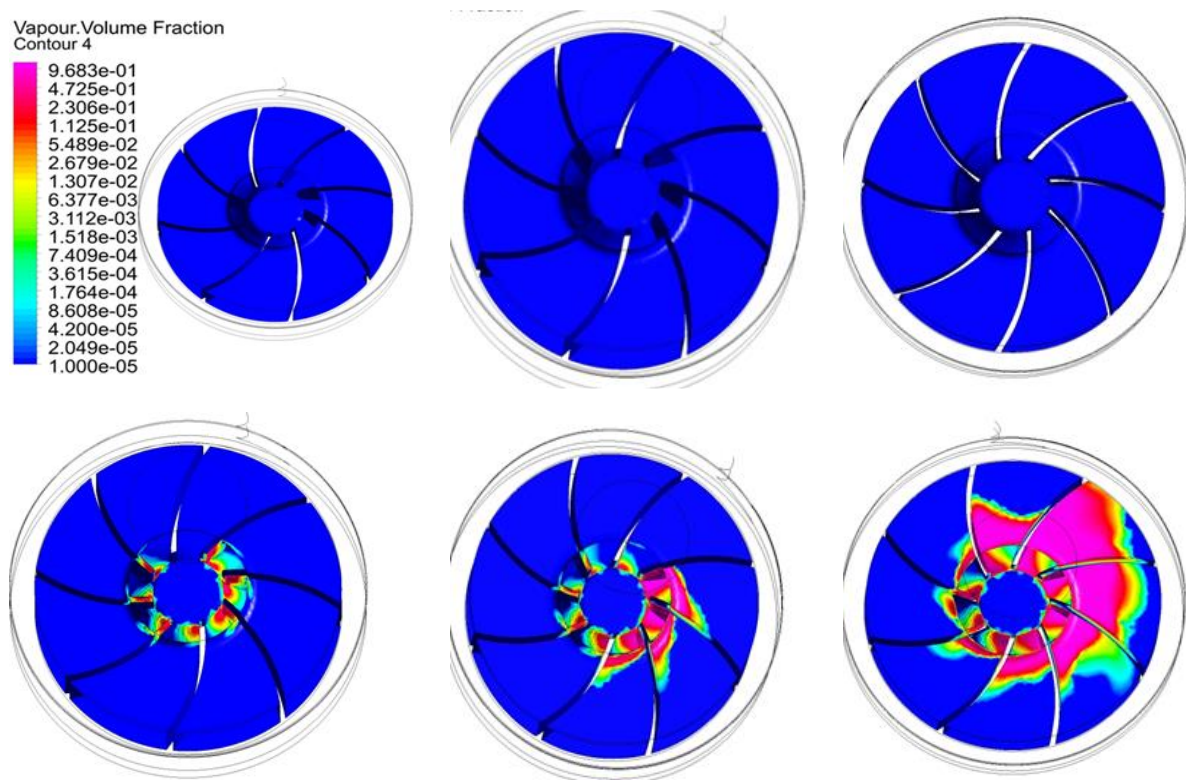 Vapour.Volume Fraction
Contour 4
9.683e-01
4.725e-01
2.306e-01
1.125e-01
5.489e-02
2.679e-02
1.307e-02
6.377e-03
3.112e-03
1.518e-03
7.409e-04
3.615e-04
1.764e-04
8.608e-05
4.200e-05
2.049e-05
1.000e-05